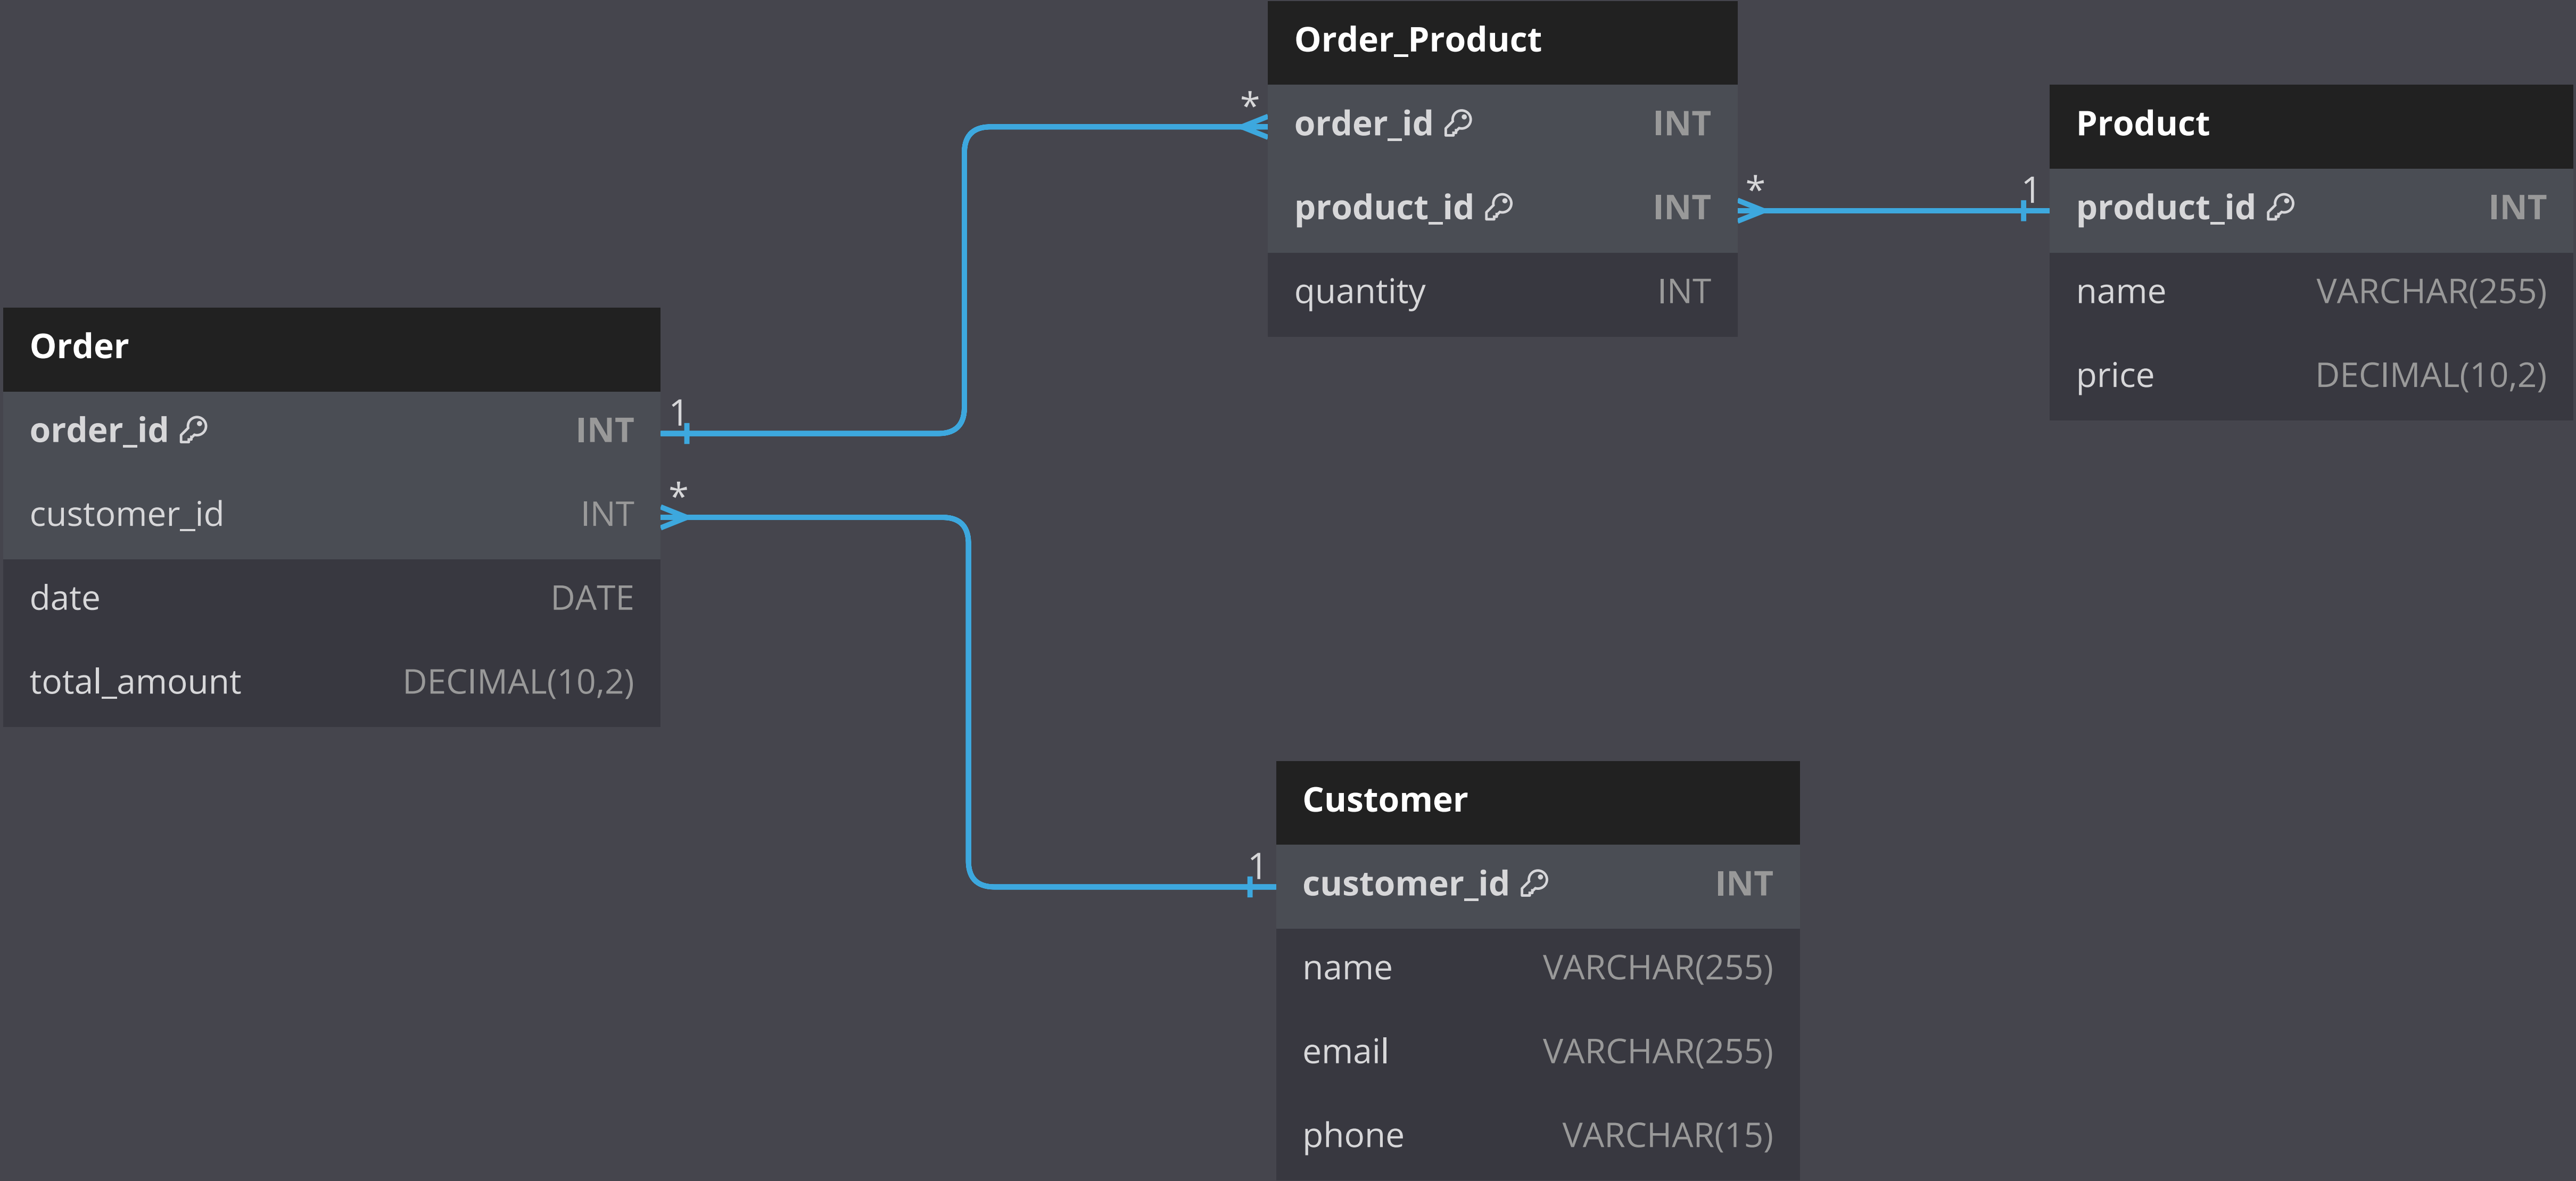 Order_Product
order_id INT
product_id INT
quantity INT
* 1
*
Product
product_id INT
name VARCHAR(255)
price DECIMAL(10,2)
Order
order_id INT
customer_id INT
date DATE
total_amount DECIMAL(10,2)
1
*
Customer
customer_id INT
name VARCHAR(255)
email VARCHAR(255)
phone VARCHAR(15)
1